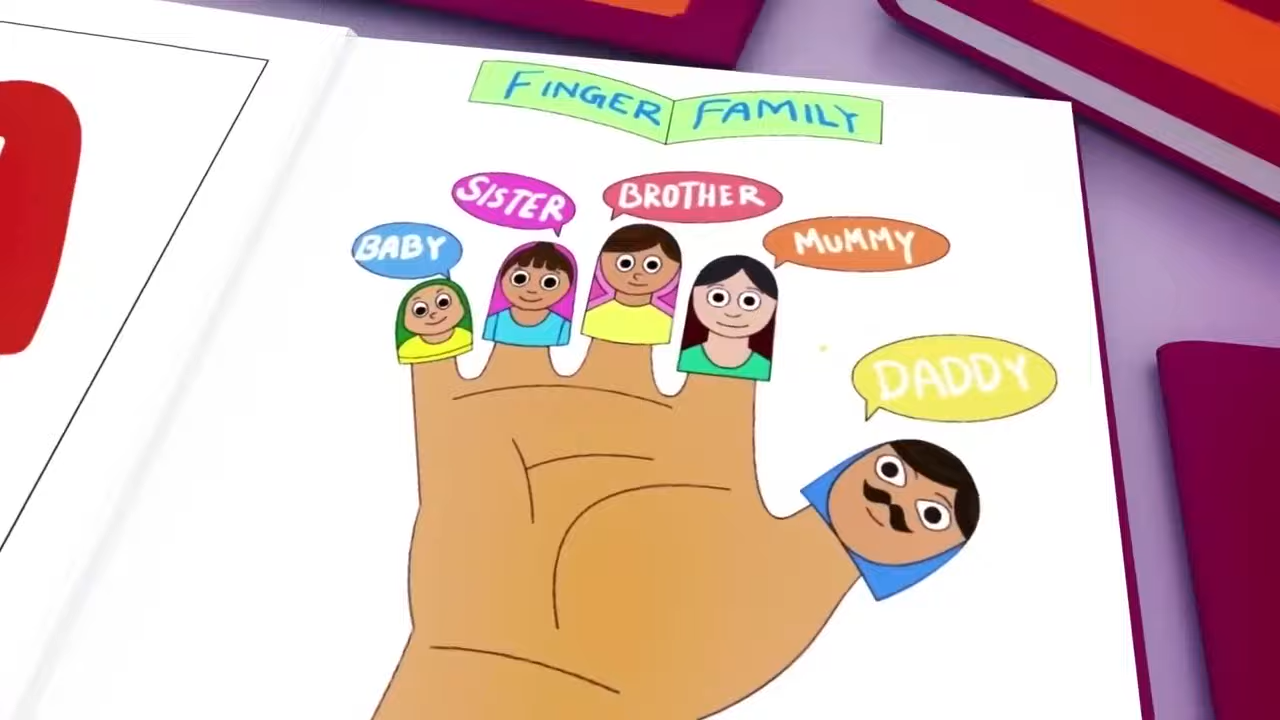 FINGER FAMILY
SISTER
BROTHER
BABY
MUMMY
DADDY